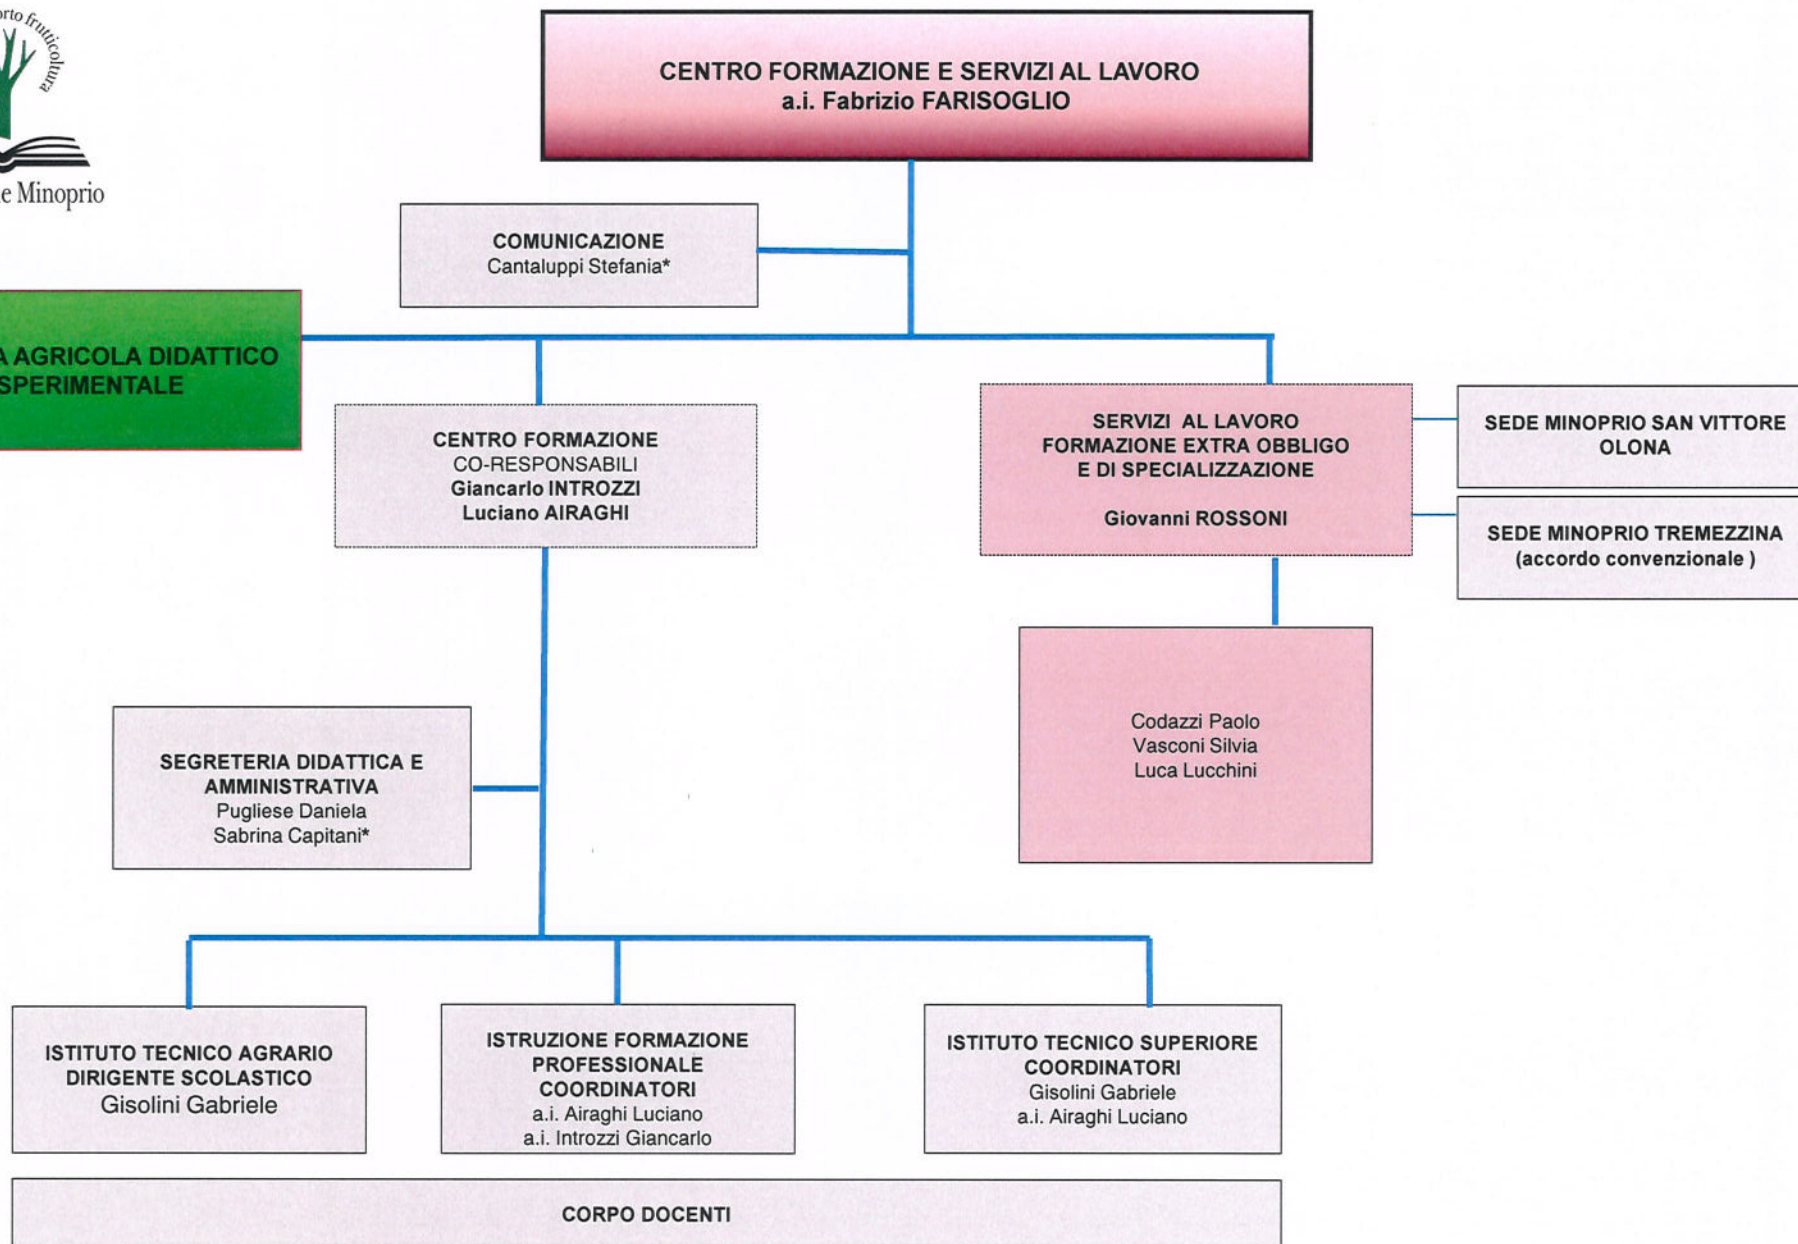 orto frutticoltura
e Minoprio
CENTRO FORMAZIONE E SERVIZI AL LAVORO
a.i. Fabrizio FARISOGLIO
COMUNICAZIONE
Cantaluppi Stefania*
A AGRICOLA DIDATTICO
SPERIMENTALE
CENTRO FORMAZIONE
CO-RESPONSABILI
Giancarlo INTROZZI
Luciano AIRAGHI
SERVIZI AL LAVORO
FORMAZIONE EXTRA OBBLIGO
E DI SPECIALIZZAZIONE
Giovanni ROSSONI
SEDE MINOPRIO SAN VITTORE
OLONA
SEDE MINOPRIO TREMEZZINA
(accordo convenzionale )
Codazzi Paolo
Vasconi Silvia
Luca Lucchini
SEGRETERIA DIDATTICA E
AMMINISTRATIVA
Pugliese Daniela
Sabrina Capitani*
ISTITUTO TECNICO AGRARIO
DIRIGENTE SCOLASTICO
Gisolini Gabriele
ISTRUZIONE FORMAZIONE
PROFESSIONALE
COORDINATORI
a.i. Airaghi Luciano
a.i. Introzzi Giancarlo
ISTITUTO TECNICO SUPERIORE
COORDINATORI
Gisolini Gabriele
a.i. Airaghi Luciano
CORPO DOCENTI